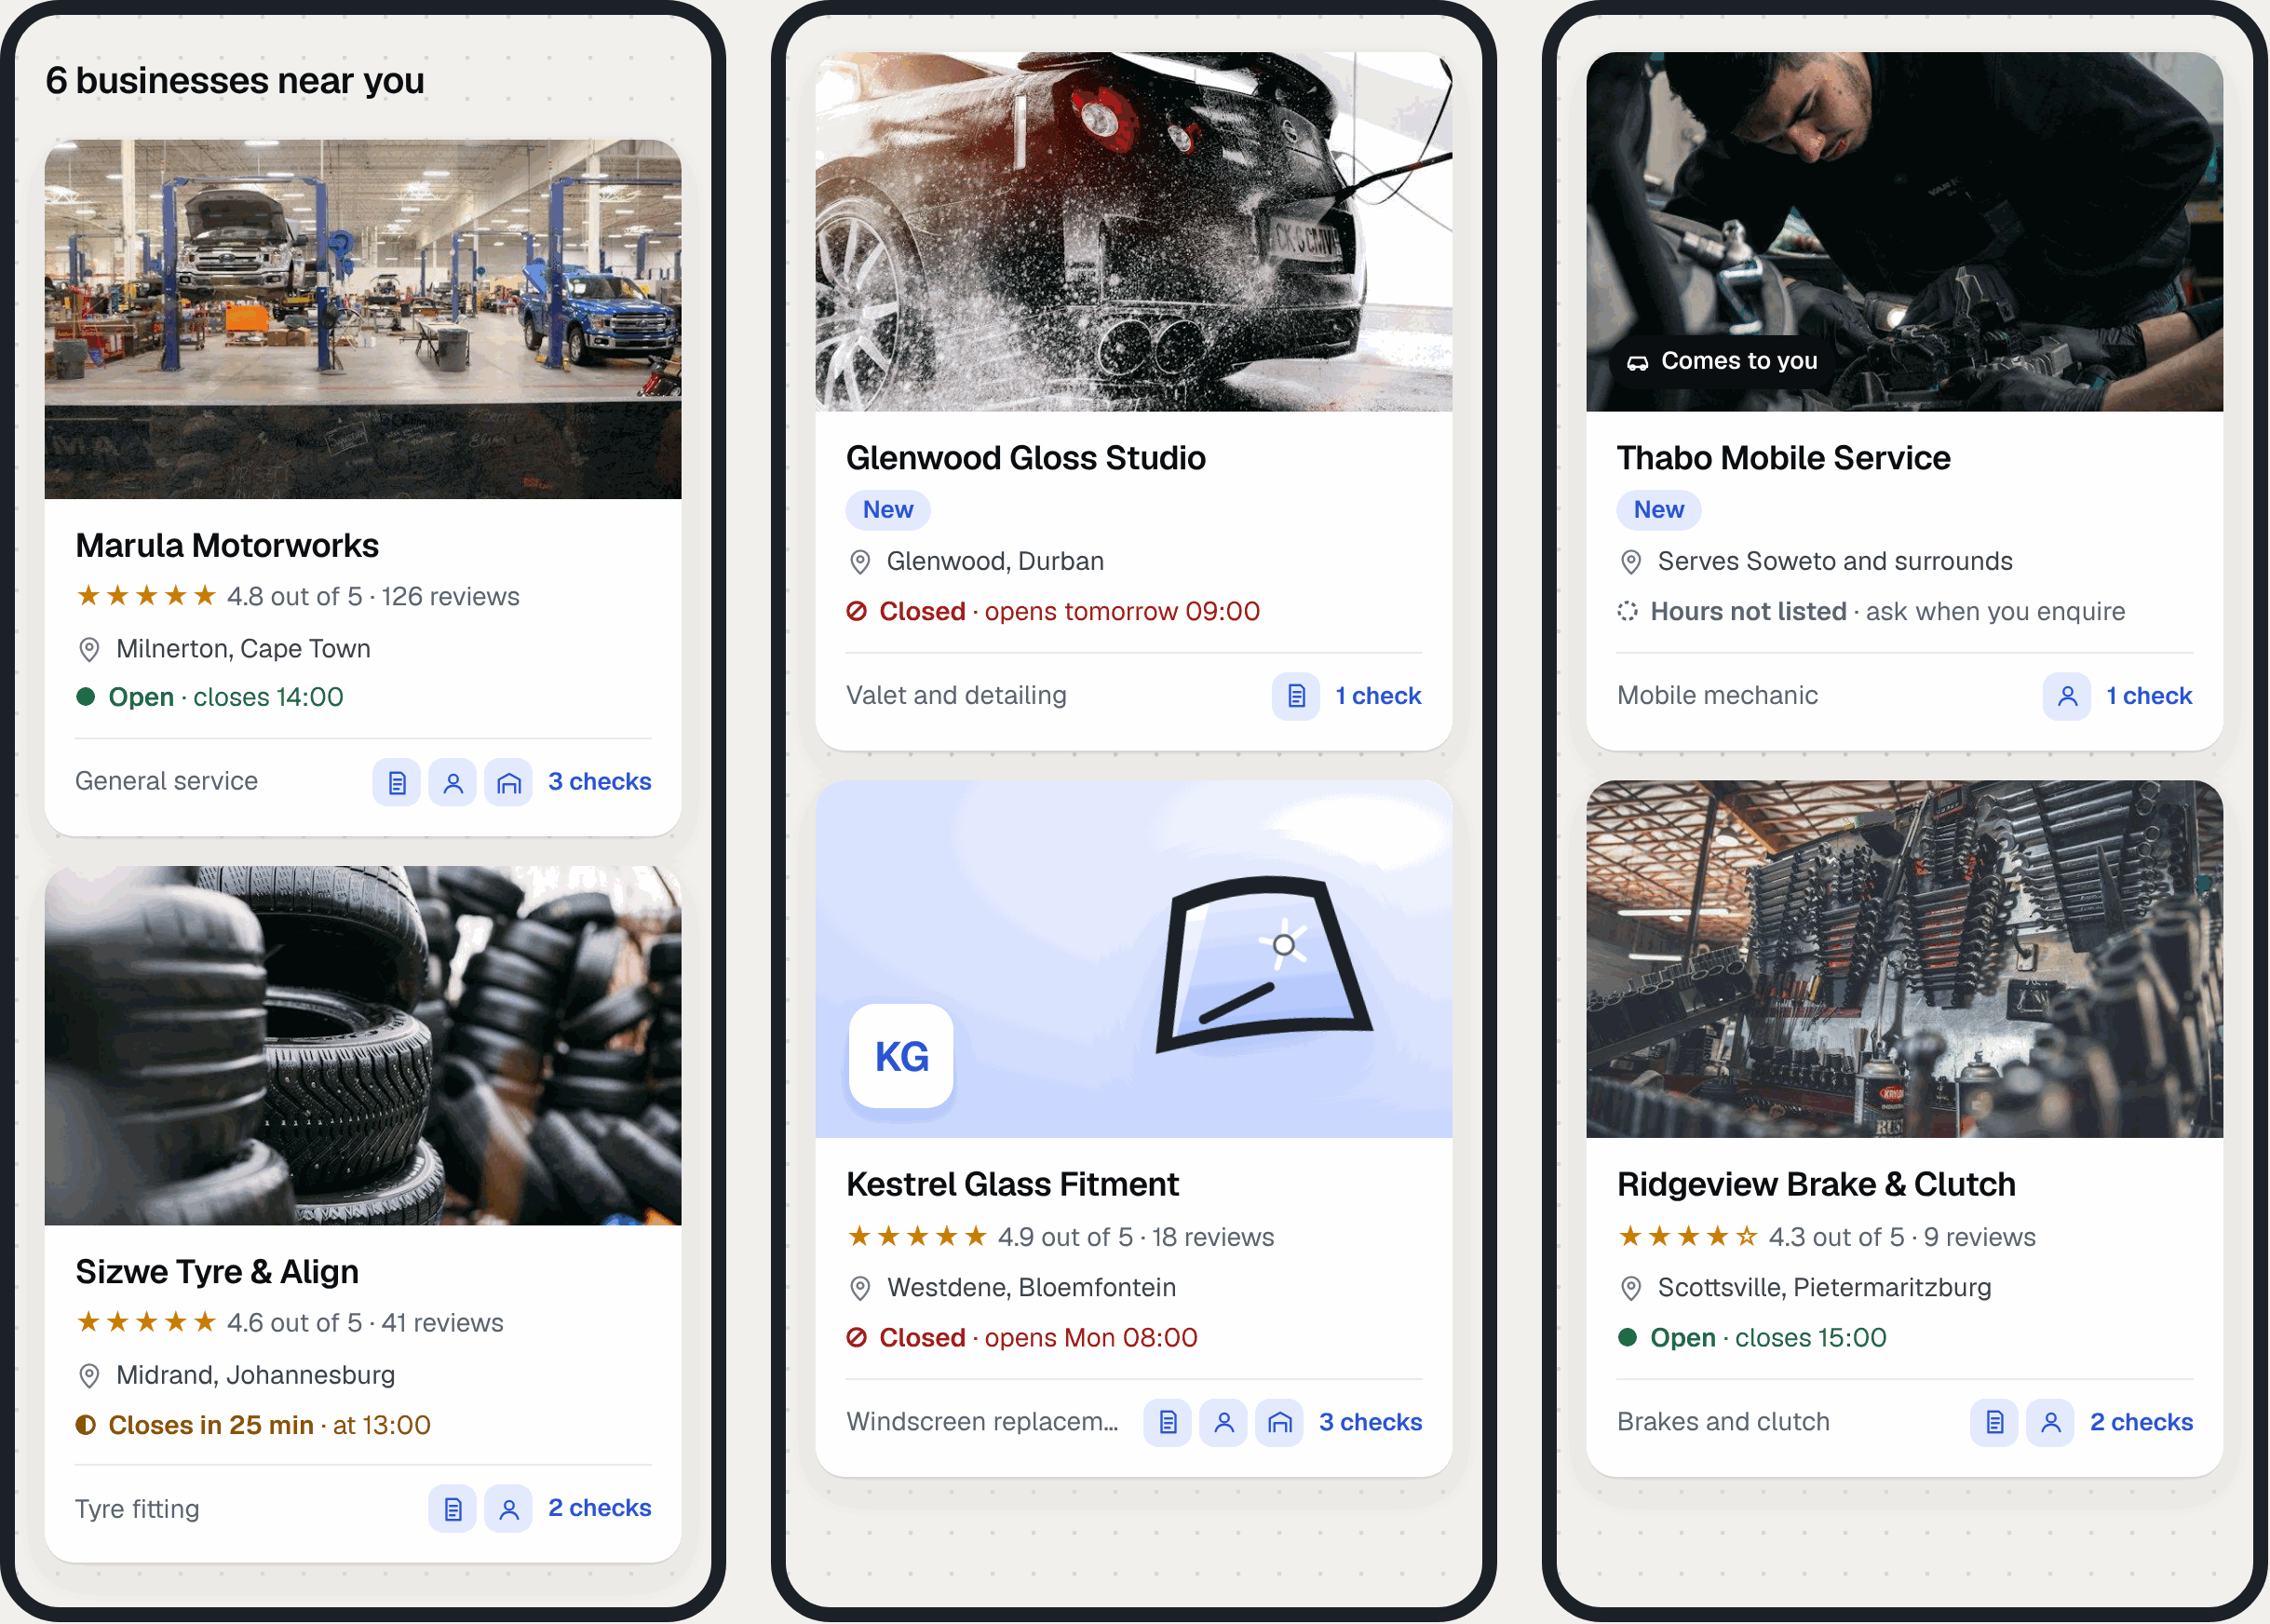 6 businesses near you
Marula Motorworks
★★★★★ 4.8 out of 5 · 126 reviews
Milnerton, Cape Town
Open · closes 14:00
General service 3 checks
Sizwe Tyre & Align
★★★★★ 4.6 out of 5 · 41 reviews
Midrand, Johannesburg
Closes in 25 min · at 13:00
Tyre fitting 2 checks
Glenwood Gloss Studio
New
Glenwood, Durban
Closed · opens tomorrow 09:00
Valet and detailing 1 check
KG
Kestrel Glass Fitment
★★★★★ 4.9 out of 5 · 18 reviews
Westdene, Bloemfontein
Closed · opens Mon 08:00
Windscreen replacem... 3 checks
Comes to you
Thabo Mobile Service
New
Serves Soweto and surrounds
Hours not listed · ask when you enquire
Mobile mechanic 1 check
Ridgeview Brake & Clutch
★★★★☆ 4.3 out of 5 · 9 reviews
Scottsville, Pietermaritzburg
Open · closes 15:00
Brakes and clutch 2 checks